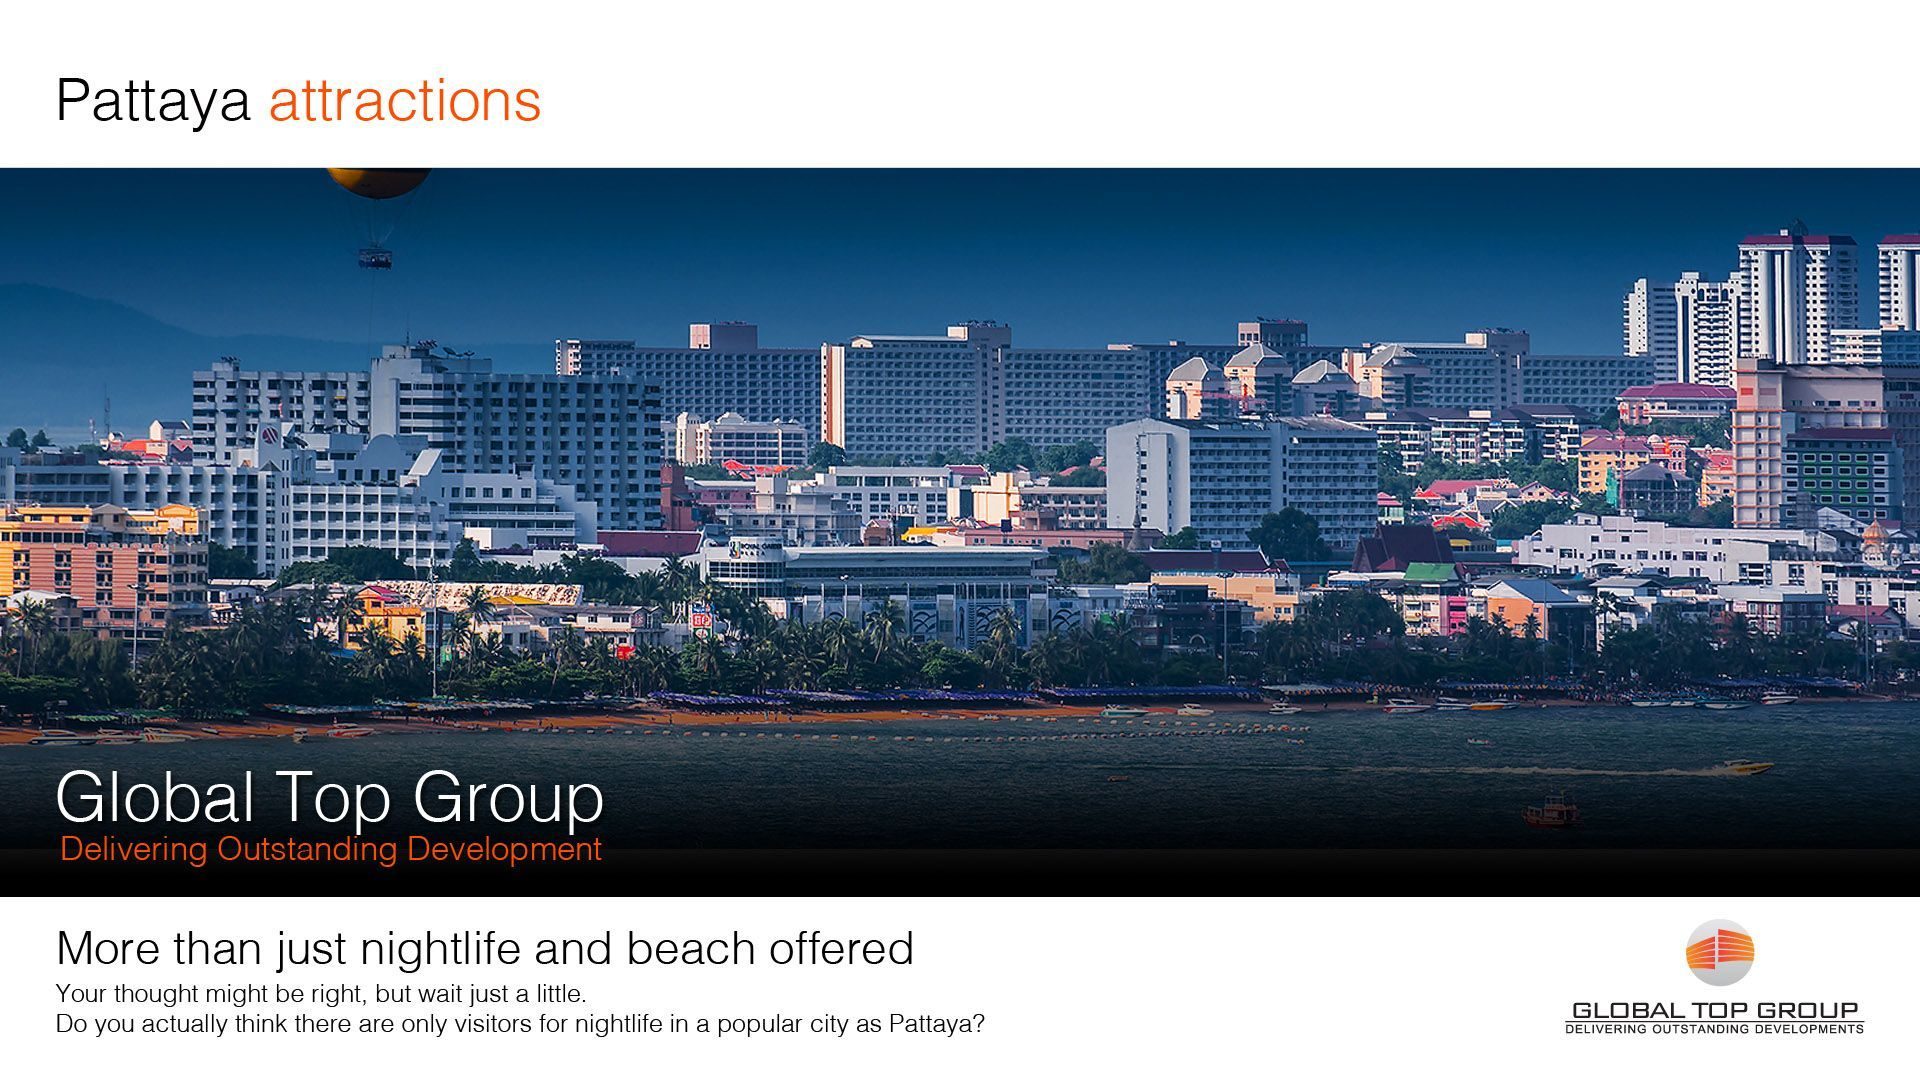 Pattaya attractions
Global Top Group
Delivering Outstanding Development
More than just nightlife and beach offered
Your thought might be right, but wait just a little.
Do you actually think there are only visitors for nightlife in a popular city as Pattaya?
GLOBAL TOP GROUP
DELIVERING OUTSTANDING DEVELOPMENTS